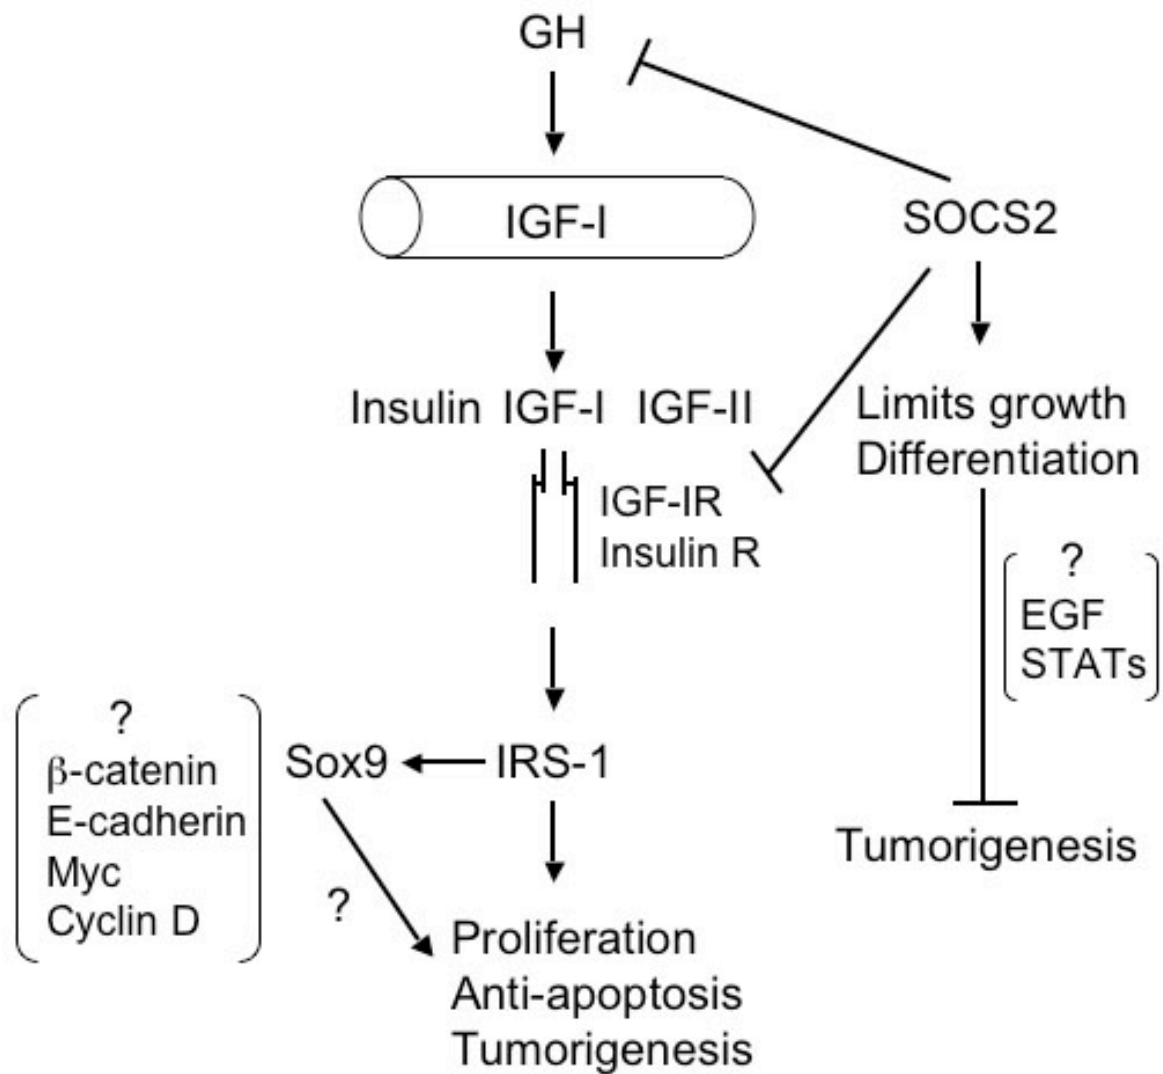 GH
IGF-I
SOCS2
Insulin IGF-I IGF-II
Limits growth
Differentiation
IGF-IR
Insulin R
?
EGF
STATs
?
β-catenin
E-cadherin
Myc
Cyclin D
Sox9
IRS-1
?
Proliferation
Anti-apoptosis
Tumorigenesis
Tumorigenesis